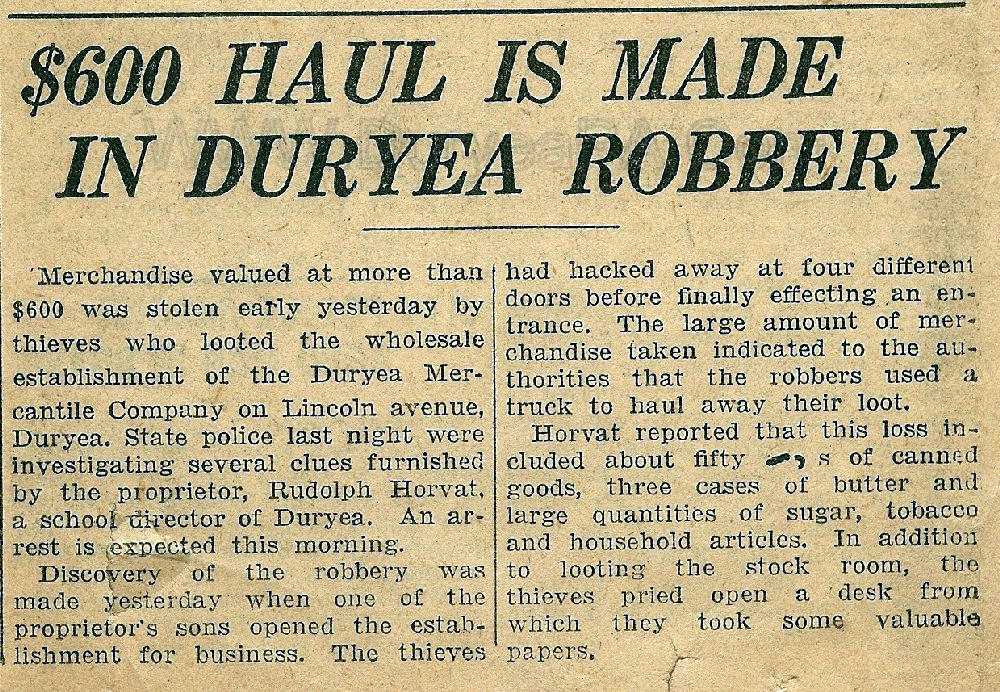 $600 HAUL IS MADE
IN DURYEA ROBBERY
Merchandise valued at more than
$600 was stolen early yesterday by
thieves who looted the wholesale
establishment of the Duryea Mer-
cantile Company on Lincoln avenue,
Duryea. State police last night were
investigating several clues furnished
by the proprietor, Rudolph Horvat,
a school director of Duryea. An ar-
rest is expected this morning.
Discovery of the robbery was
made yesterday when one of the
proprietor's sons opened the estab-
lishment for business. The thieves
had hacked away at four different
doors before finally effecting an en-
trance. The large amount of mer-
chandise taken indicated to the au-
thorities that the robbers used a
truck to haul away their loot.
Horvat reported that this loss in-
cluded about fifty s of canned
goods, three cases of butter and
large quantities of sugar, tobacco
and household articles. In addition
to looting the stock room, the
thieves pried open a desk from
which they took some valuable
papers.